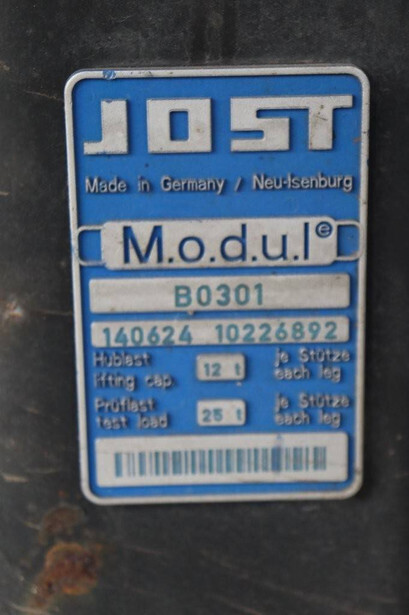 JOST
Made in Germany / Neu-Isenburg
M.o.d.u.l e
B0301
140624 10226892
Hublast 12 t je Stütze
lifting cap. each leg
Prüflast 25 t je Stütze
test load each leg